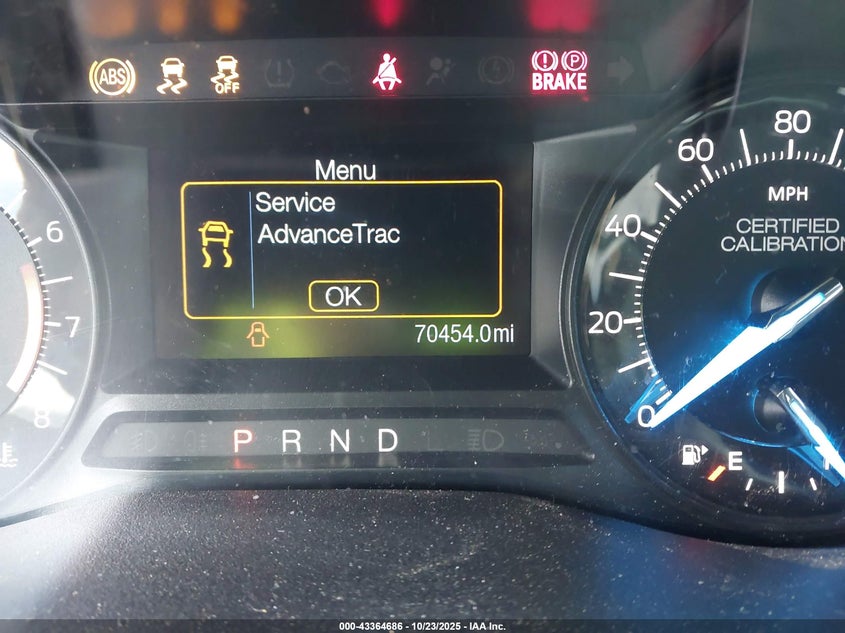 ABS
OFF
P
BRAKE
Menu
Service
AdvanceTrac
OK
70454.0mi
6
7
8
P R N D
80
60
40
20
0
MPH
CERTIFIED
CALIBRATION
E
000-43364686 - 10/23/2025 - IAA Inc.